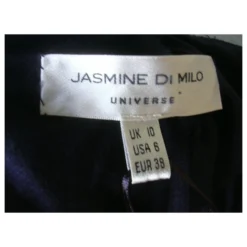 JASMINE DI MILO
UNIVERSE
UK 10
USA 6
EUR 38